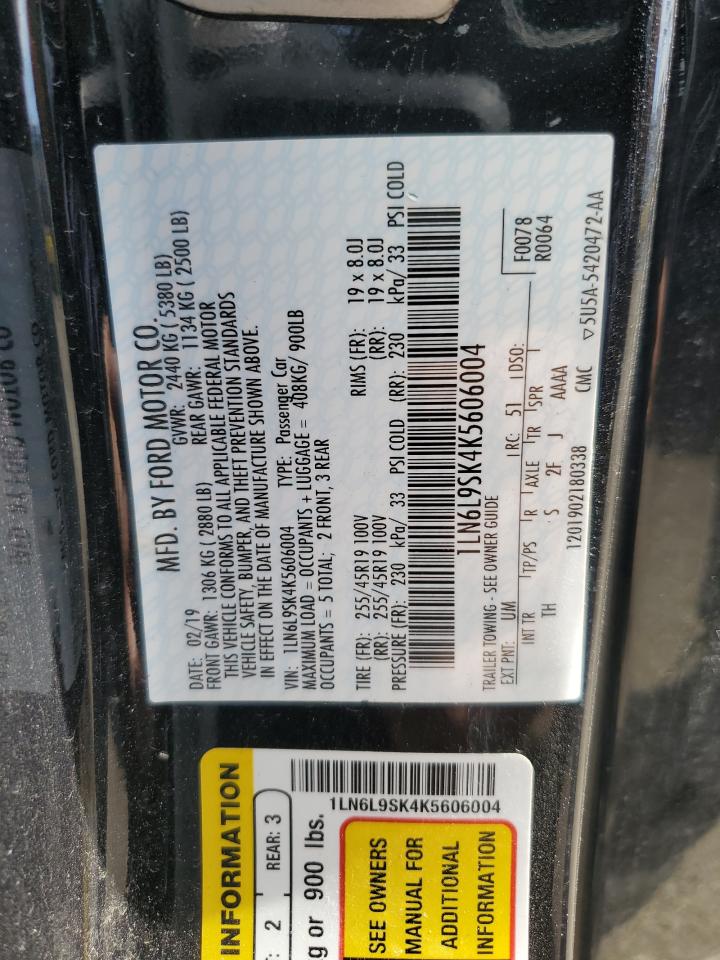 MFD. BY FORD MOTOR CO.
DATE: 02/19 GVWR: 2440 KG ( 5380 LB)
FRONT GAWR: 1306 KG ( 2880 LB) REAR GAWR: 1134 KG ( 2500 LB)
THIS VEHICLE CONFORMS TO ALL APPLICABLE FEDERAL MOTOR
VEHICLE SAFETY, BUMPER, AND THEFT PREVENTION STANDARDS
IN EFFECT ON THE DATE OF MANUFACTURE SHOWN ABOVE.
VIN: 1LN6L9SK4K5606004 TYPE: Passenger Car
MAXIMUM LOAD = OCCUPANTS + LUGGAGE = 408KG/ 900LB
OCCUPANTS = 5 TOTAL; 2 FRONT, 3 REAR
TIRE (FR): 255/45R19 100V RIMS (FR): 19 x 8.0J
(RR): 255/45R19 100V (RR): 19 x 8.0J
PRESSURE (FR): 230 kPa/ 33 PSI COLD (RR): 230 kPa/ 33 PSI COLD
1LN6L9SK4K5606004
TRAILER TOWING - SEE OWNER GUIDE
EXT PNT: UM RC: 51 DSO: F0078
R0064
INT TR TP/PS R AXLE TR SPR
TH S 2F J AAAA
1201902180338 CMC ▽5U5A-5420472-AA
INFORMATION
: 2 REAR: 3
g or 900 lbs.
1LN6L9SK4K5606004
SEE OWNERS
MANUAL FOR
ADDITIONAL
INFORMATION